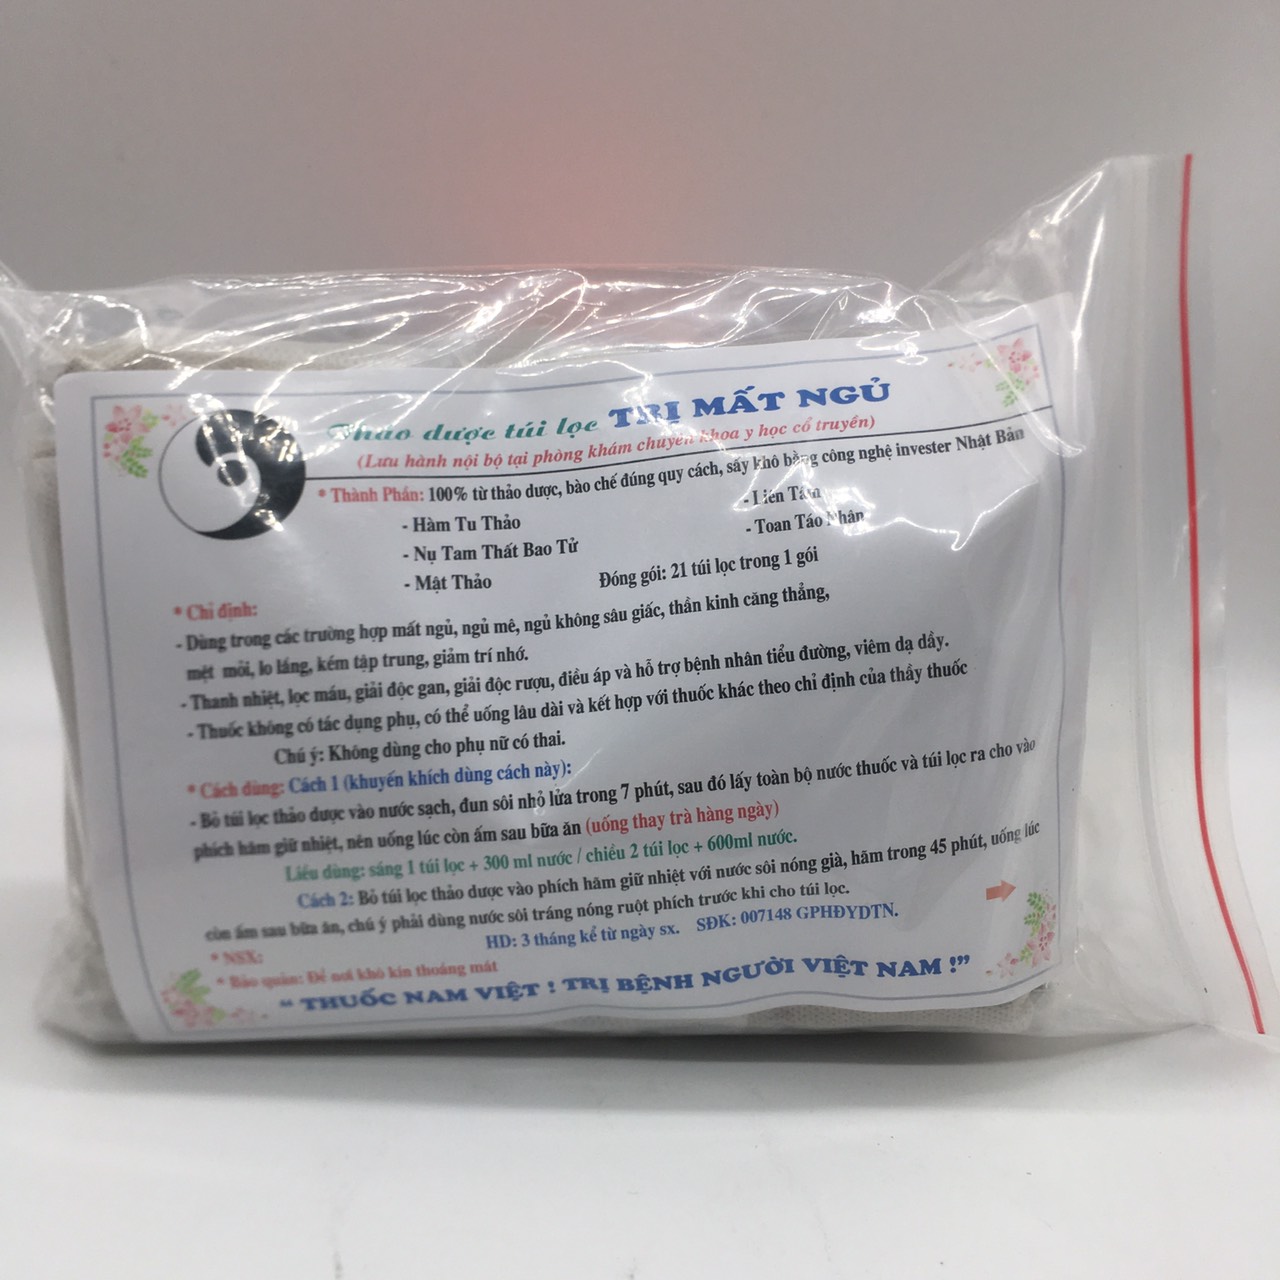 Thảo dược túi lọc TRỊ MẤT NGỦ
(Lưu hành nội bộ tại phòng khám chuyên khoa y học cổ truyền)
* Thành Phần: 100% từ thảo dược, bào chế đúng quy cách, sấy khô bằng công nghệ invester Nhật Bản
- Hàm Tu Thảo - Liên Tâm
- Nụ Tam Thất Bao Tử - Toan Táo Nhân
- Mật Thảo Đóng gói: 21 túi lọc trong 1 gói
* Chỉ định:
- Dùng trong các trường hợp mất ngủ, ngủ mê, ngủ không sâu giấc, thần kinh căng thẳng,
mệt mỏi, lo lắng, kém tập trung, giảm trí nhớ.
- Thanh nhiệt, lọc máu, giải độc gan, giải độc rượu, điều áp và hỗ trợ bệnh nhân tiểu đường, viêm dạ dầy.
- Thuốc không có tác dụng phụ, có thể uống lâu dài và kết hợp với thuốc khác theo chỉ định của thầy thuốc
Chú ý: Không dùng cho phụ nữ có thai.
* Cách dùng: Cách 1 (khuyến khích dùng cách này):
- Bỏ túi lọc thảo dược vào nước sạch, đun sôi nhỏ lửa trong 7 phút, sau đó lấy toàn bộ nước thuốc và túi lọc ra cho vào
phích hãm giữ nhiệt, nên uống lúc còn ấm sau bữa ăn (uống thay trà hàng ngày)
Liều dùng: sáng 1 túi lọc + 300 ml nước / chiều 2 túi lọc + 600ml nước.
Cách 2: Bỏ túi lọc thảo dược vào phích hãm giữ nhiệt với nước sôi nóng già, hãm trong 45 phút, uống lúc
còn ấm sau bữa ăn, chú ý phải dùng nước sôi tráng nóng ruột phích trước khi cho túi lọc.
* NSX: HD: 3 tháng kể từ ngày sx. SĐK: 007148 GPHĐYDTN.
* Bảo quản: Để nơi khô kín thoáng mát
“ THUỐC NAM VIỆT ! TRỊ BỆNH NGƯỜI VIỆT NAM !”